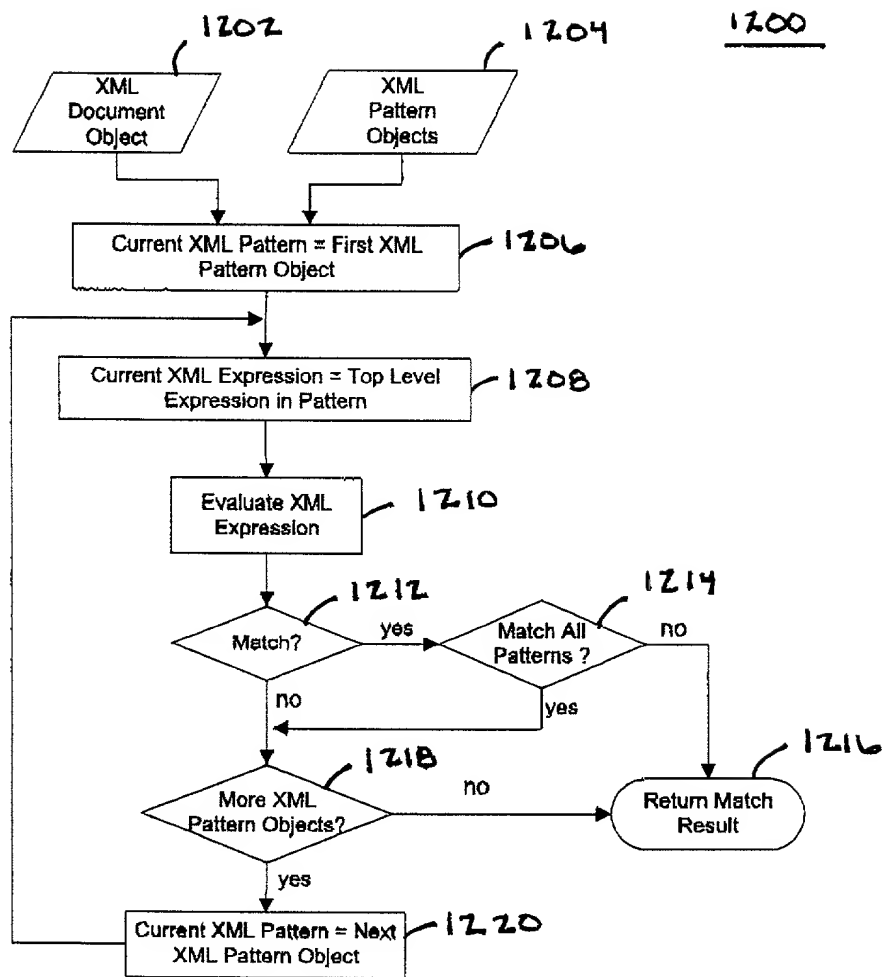 1202
1204
1200
XML
Document
Object
XML
Pattern
Objects
Current XML Pattern = First XML
Pattern Object
1206
Current XML Expression = Top Level
Expression in Pattern
1208
Evaluate XML
Expression
1210
1212
1214
Match?
yes
Match All
Patterns ?
no
no
yes
1218
1216
More XML
Pattern Objects?
no
Return Match
Result
yes
Current XML Pattern = Next
XML Pattern Object
1220